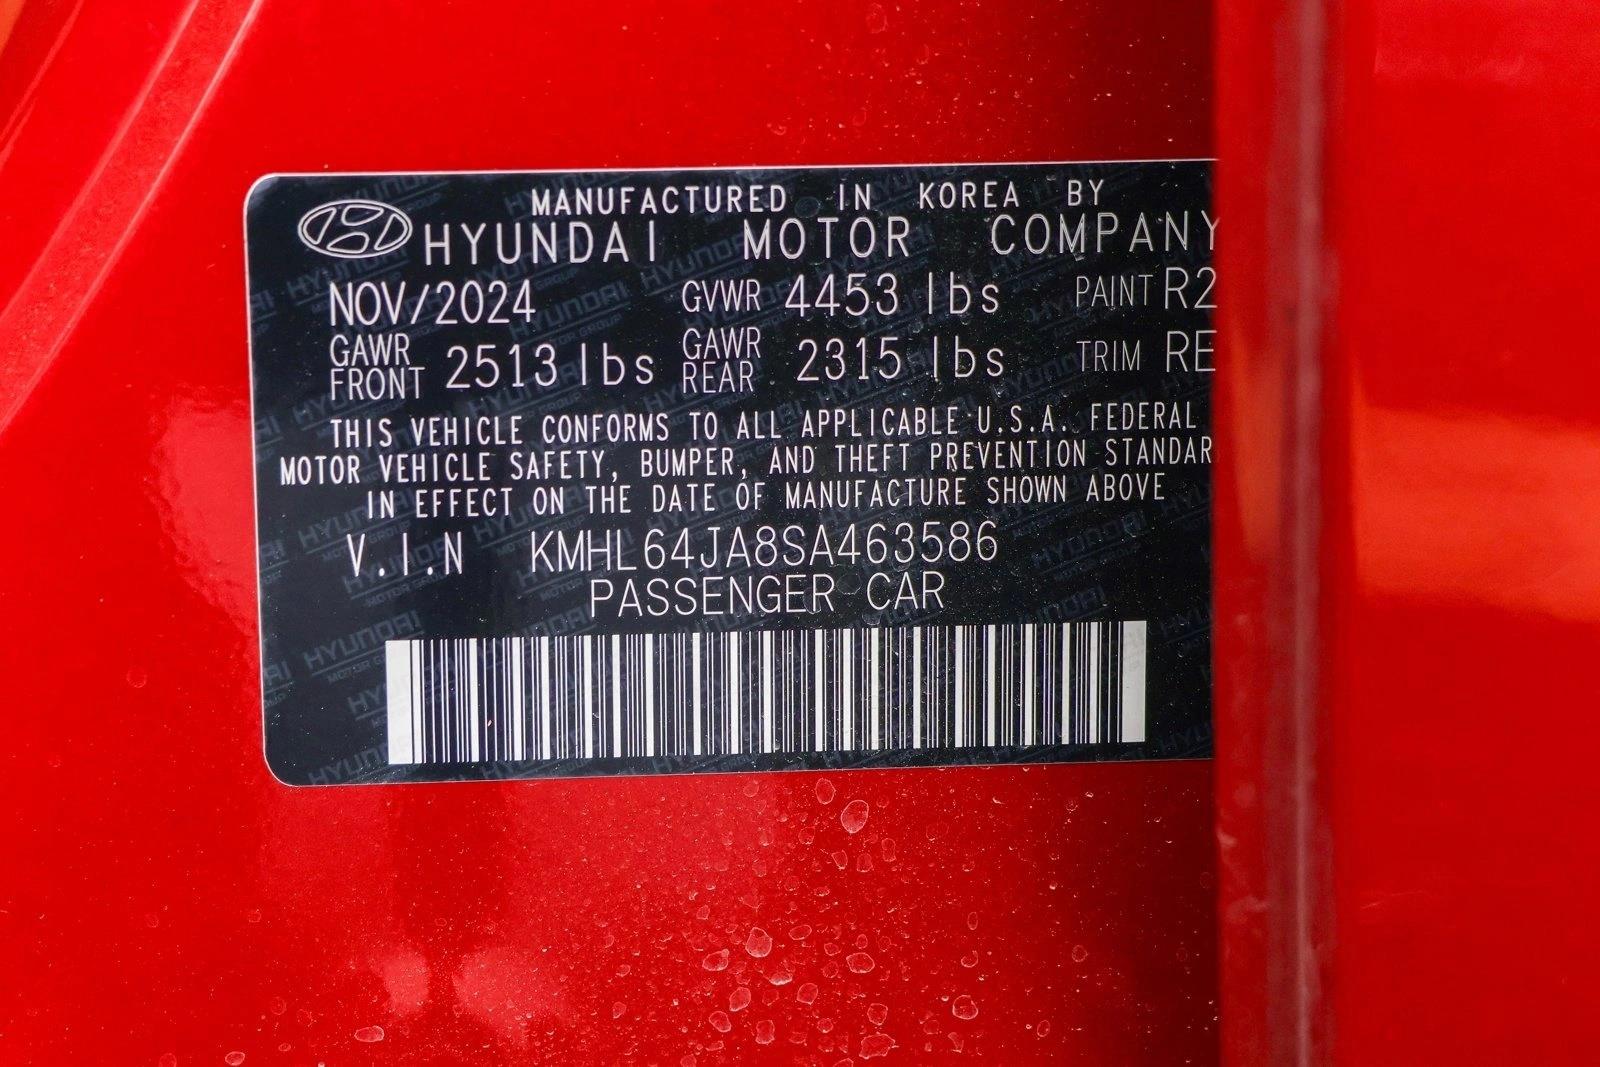 MANUFACTURED IN KOREA BY
HYUNDAI MOTOR COMPANY
NOV/2024 GVWR 4453 lbs PAINT R2
GAWR FRONT 2513 lbs GAWR REAR 2315 lbs TRIM RE
THIS VEHICLE CONFORMS TO ALL APPLICABLE U.S.A. FEDERAL
MOTOR VEHICLE SAFETY, BUMPER, AND THEFT PREVENTION STANDAR
IN EFFECT ON THE DATE OF MANUFACTURE SHOWN ABOVE
V.I.N KMHL64JA8SA463586
PASSENGER CAR